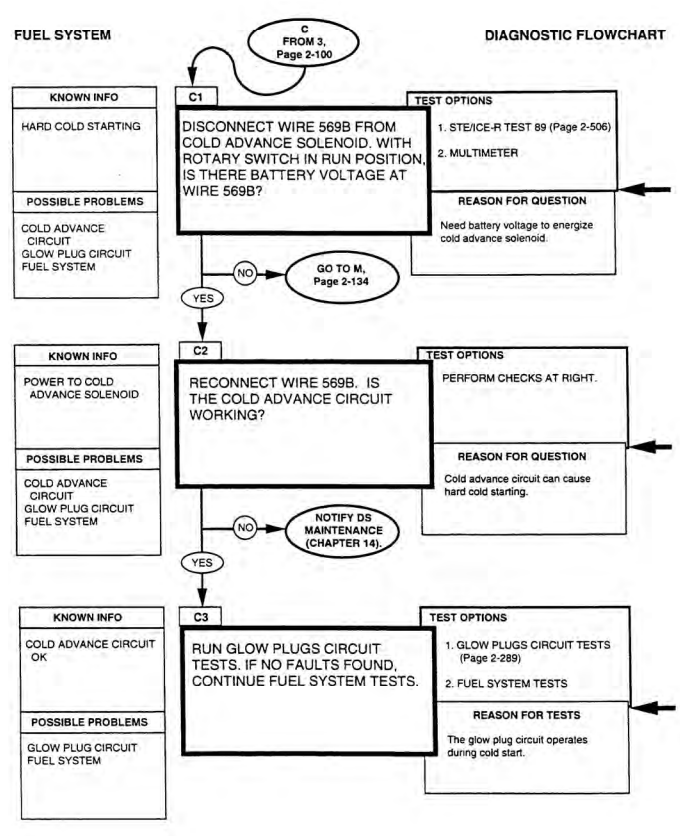 FUEL SYSTEM
DIAGNOSTIC FLOWCHART
C
FROM 3,
Page 2-100
KNOWN INFO
HARD COLD STARTING
POSSIBLE PROBLEMS
COLD ADVANCE
CIRCUIT
GLOW PLUG CIRCUIT
FUEL SYSTEM
C1
DISCONNECT WIRE 569B FROM
COLD ADVANCE SOLENOID. WITH
ROTARY SWITCH IN RUN POSITION,
IS THERE BATTERY VOLTAGE AT
WIRE 569B?
TEST OPTIONS
1. STE/ICE-R TEST 89 (Page 2-506)
2. MULTIMETER
REASON FOR QUESTION
Need battery voltage to energize
cold advance solenoid.
NO
GO TO M,
Page 2-134
YES
KNOWN INFO
POWER TO COLD
ADVANCE SOLENOID
POSSIBLE PROBLEMS
COLD ADVANCE
CIRCUIT
GLOW PLUG CIRCUIT
FUEL SYSTEM
C2
RECONNECT WIRE 569B. IS
THE COLD ADVANCE CIRCUIT
WORKING?
TEST OPTIONS
PERFORM CHECKS AT RIGHT.
REASON FOR QUESTION
Cold advance circuit can cause
hard cold starting.
NO
NOTIFY DS
MAINTENANCE
(CHAPTER 14).
YES
KNOWN INFO
COLD ADVANCE CIRCUIT
OK
POSSIBLE PROBLEMS
GLOW PLUG CIRCUIT
FUEL SYSTEM
C3
RUN GLOW PLUGS CIRCUIT
TESTS. IF NO FAULTS FOUND,
CONTINUE FUEL SYSTEM TESTS.
TEST OPTIONS
1. GLOW PLUGS CIRCUIT TESTS
(Page 2-289)
2. FUEL SYSTEM TESTS
REASON FOR TESTS
The glow plug circuit operates
during cold start.